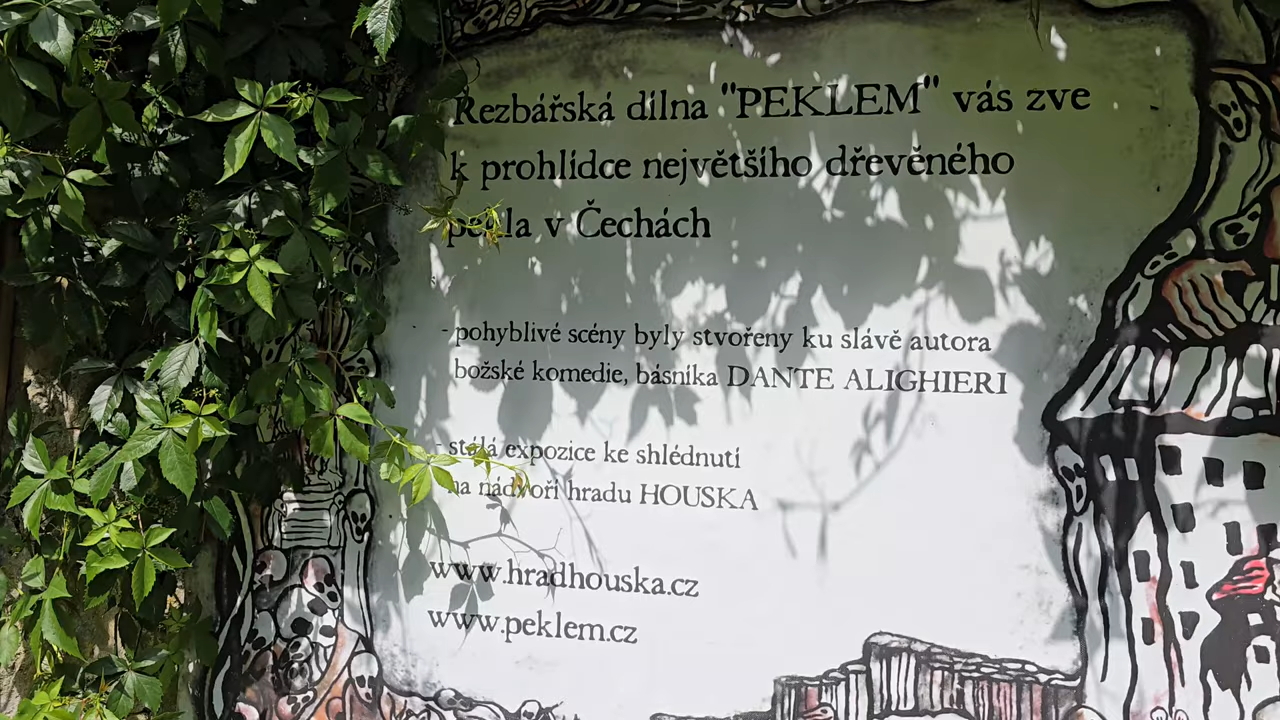 Řezbářská dílna "PEKLEM" vás zve
k prohlídce největšího dřevěného
pekla v Čechách
- pohyblivé scény byly stvořeny ku slávě autora
božské komedie, básníka DANTE ALIGHIERI
- stálá expozice ke shlédnutí
na nádvoří hradu HOUSKA
www.hradhouska.cz
www.peklem.cz